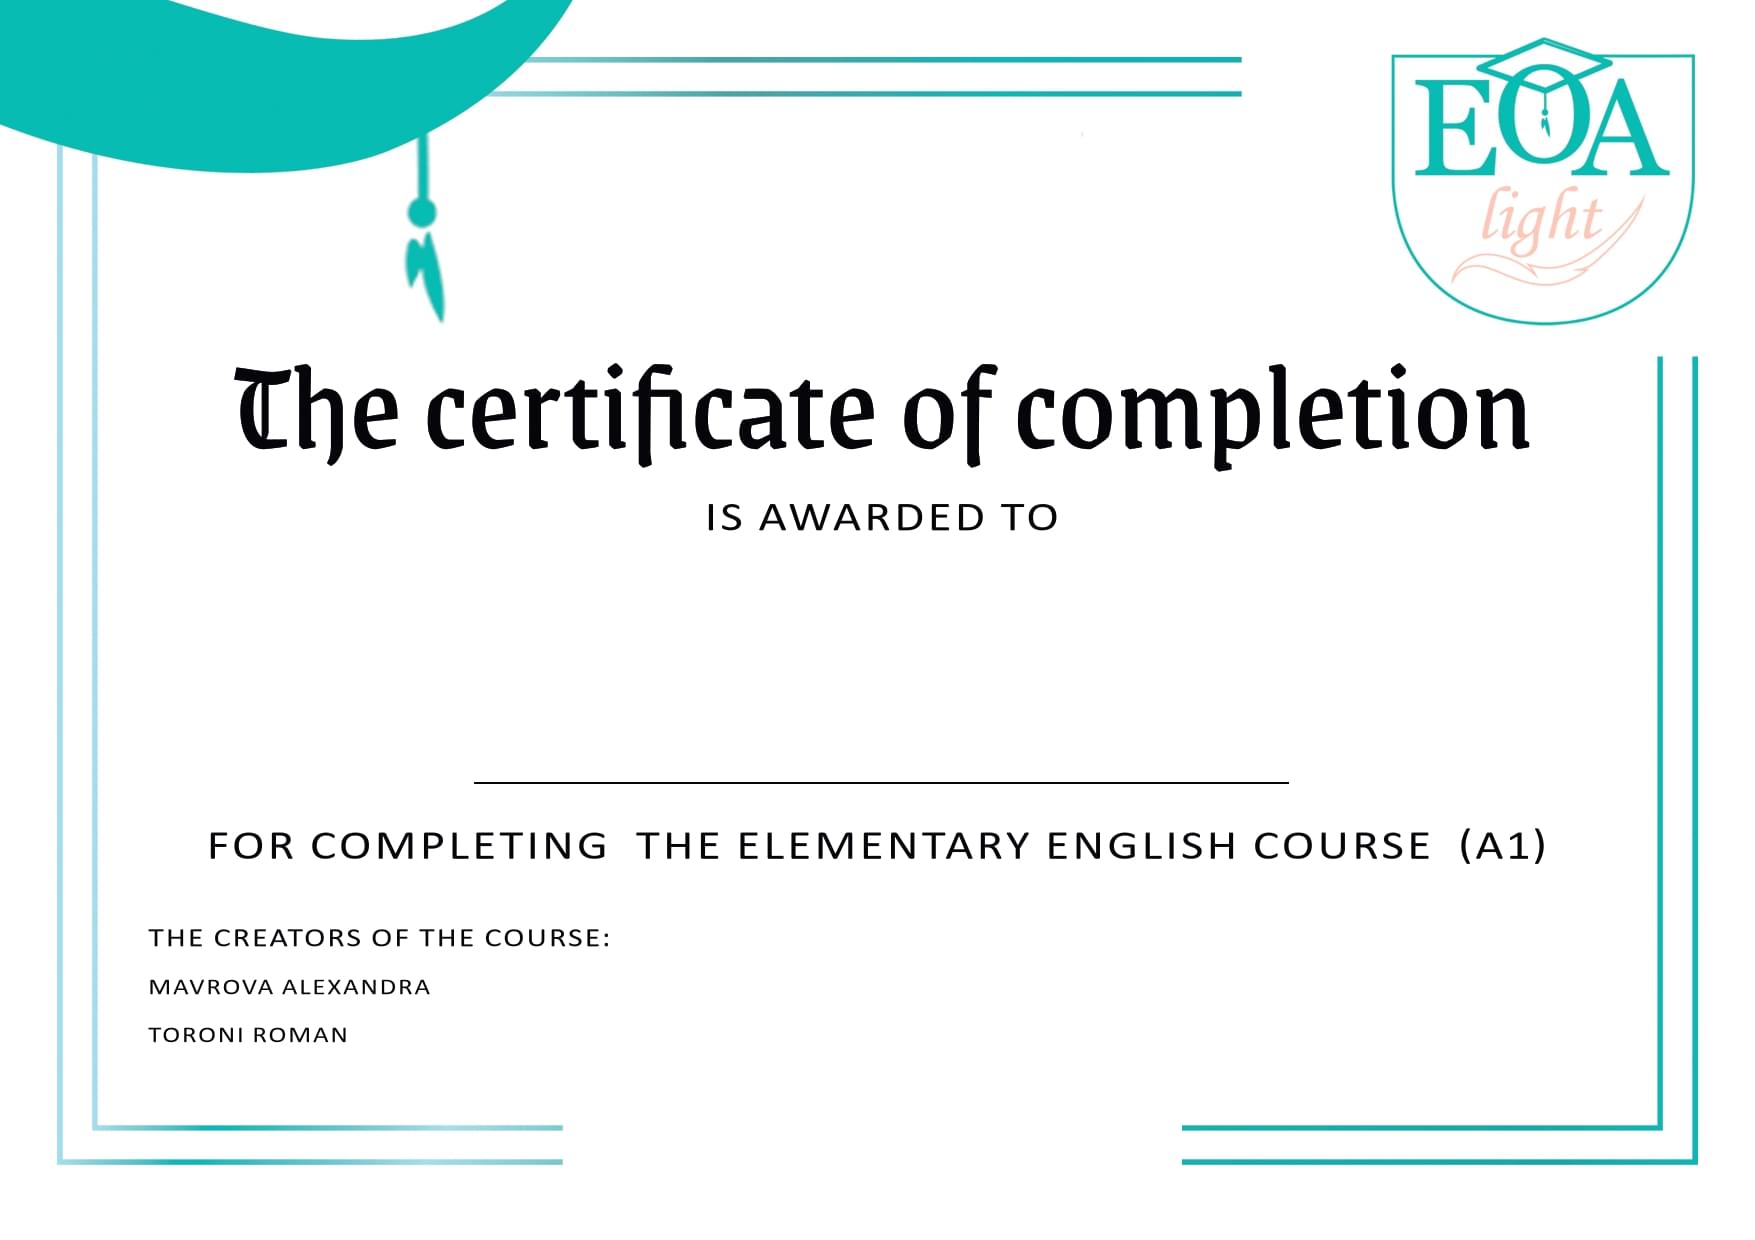 EOA
light
The certificate of completion
IS AWARDED TO
FOR COMPLETING THE ELEMENTARY ENGLISH COURSE (A1)
THE CREATORS OF THE COURSE:
MAVROVA ALEXANDRA
TORONI ROMAN